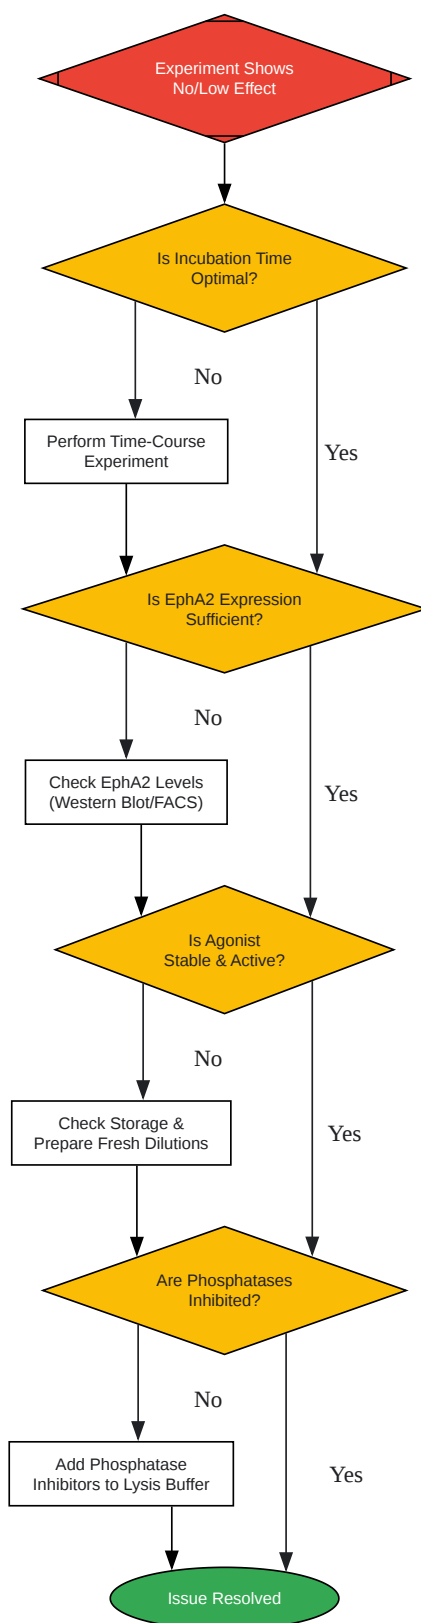 Experiment Shows
No/Low Effect
Is Incubation Time
Optimal?
No
Perform Time-Course
Experiment
Yes
Is EphA2 Expression
Sufficient?
No
Check EphA2 Levels
(Western Blot/FACS)
Yes
Is Agonist
Stable & Active?
No
Check Storage &
Prepare Fresh Dilutions
Yes
Are Phosphatases
Inhibited?
No
Add Phosphatase
Inhibitors to Lysis Buffer
Yes
Issue Resolved